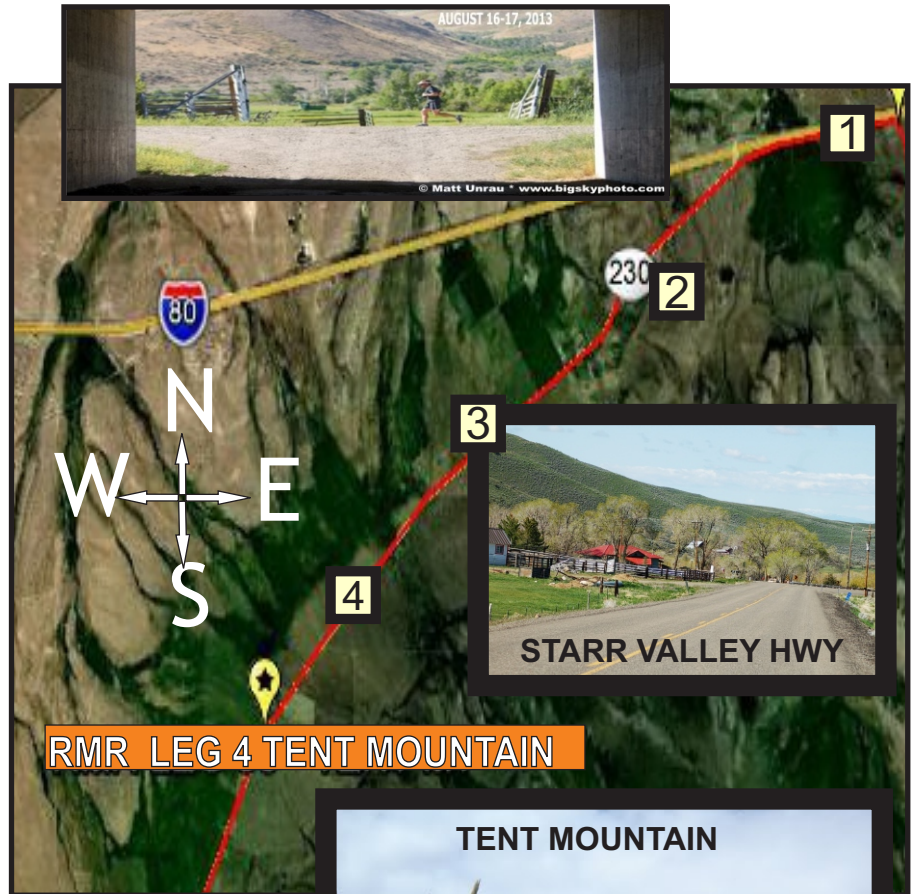 AUGUST 16-17, 2013
© Matt Unrau * www.bigskyphoto.com
1
230
2
80
N
3
W E
S
4
STARR VALLEY HWY
RMR LEG 4 TENT MOUNTAIN
TENT MOUNTAIN